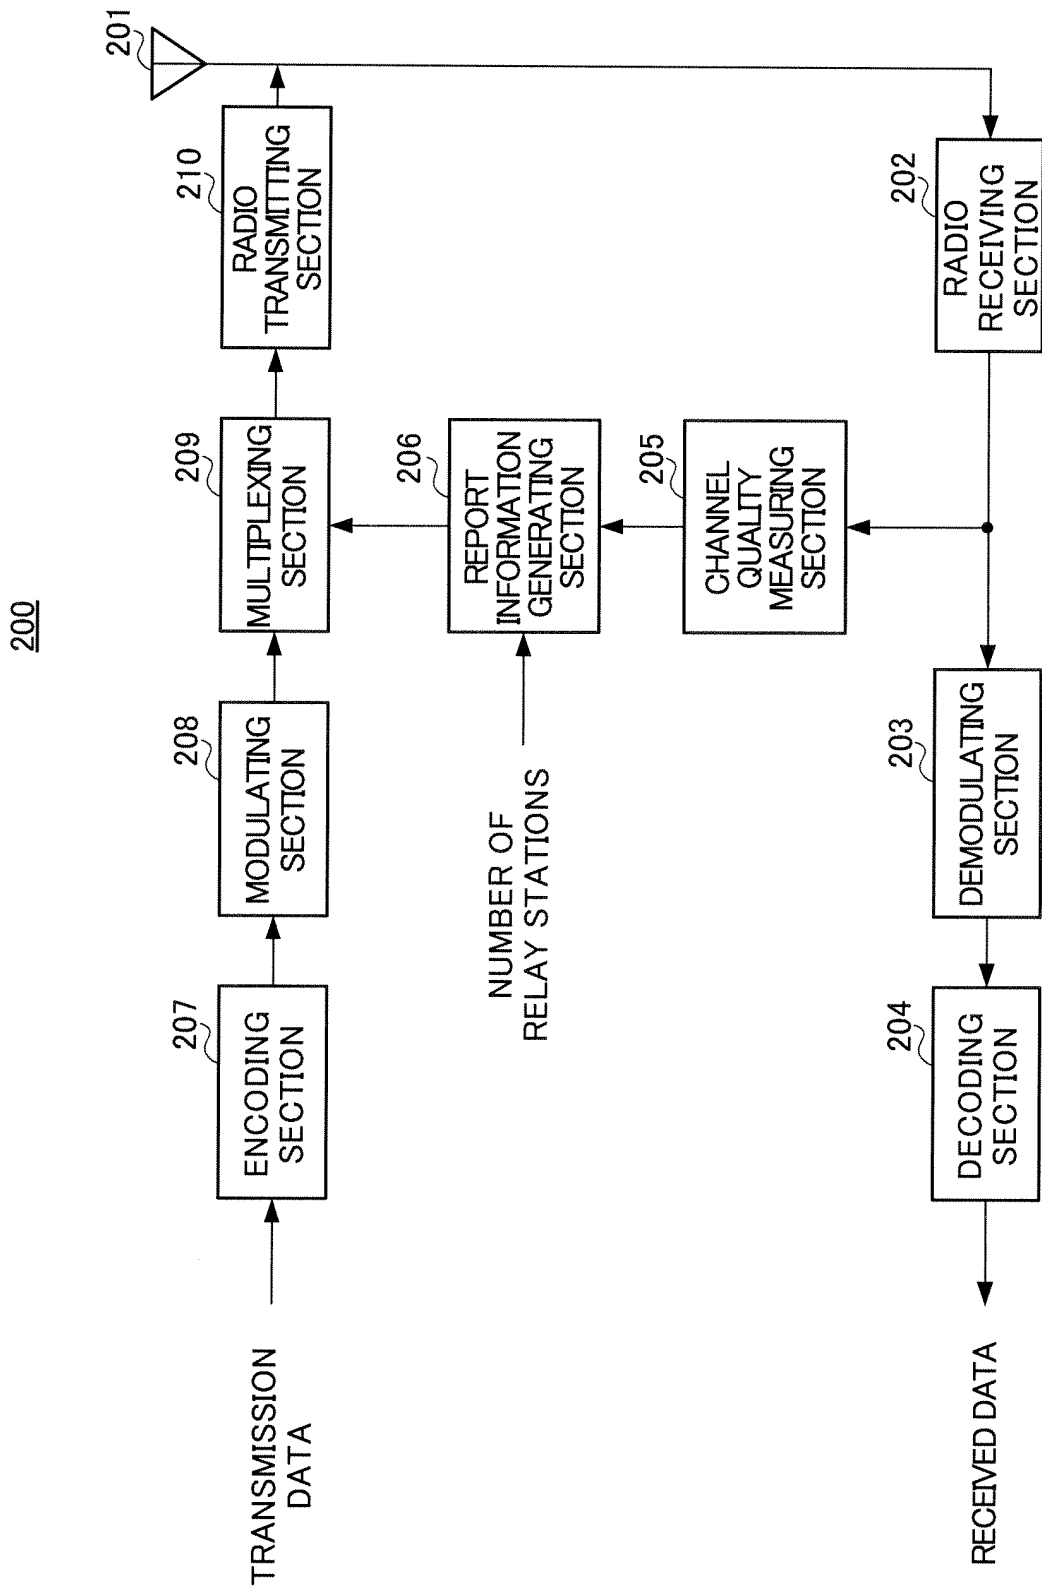 200
201
TRANSMISSION
DATA
207
ENCODING
SECTION
208
MODULATING
SECTION
209
MULTIPLEXING
SECTION
210
RADIO
TRANSMITTING
SECTION
NUMBER OF
RELAY STATIONS
206
REPORT
INFORMATION
GENERATING
SECTION
205
CHANNEL
QUALITY
MEASURING
SECTION
RECEIVED DATA
204
DECODING
SECTION
203
DEMODULATING
SECTION
202
RADIO
RECEIVING
SECTION